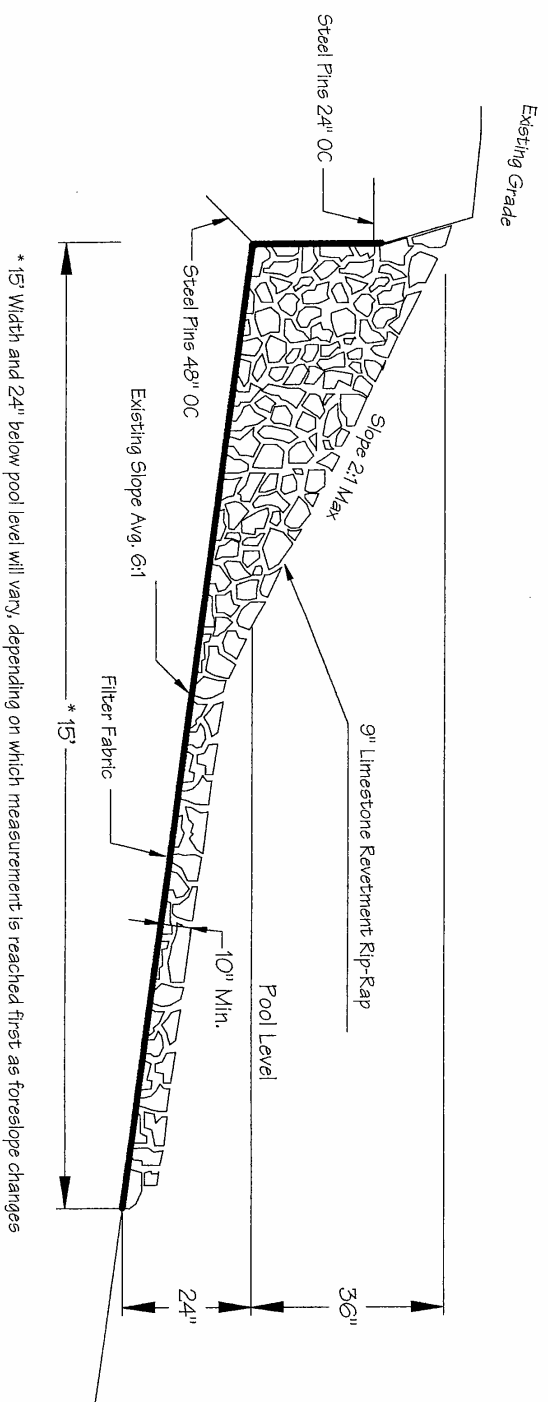 Existing Grade
Steel Pins 24" OC
Steel Pins 48" OC
Slope 2:1 Max
Existing Slope Avg. 6:1
9" Limestone Revetment Rip-Rap
Filter Fabric
10" Min.
Pool Level
36"
24"
* 15'
* 15' Width and 24" below pool level will vary, depending on which measurement is reached first as foreslope changes